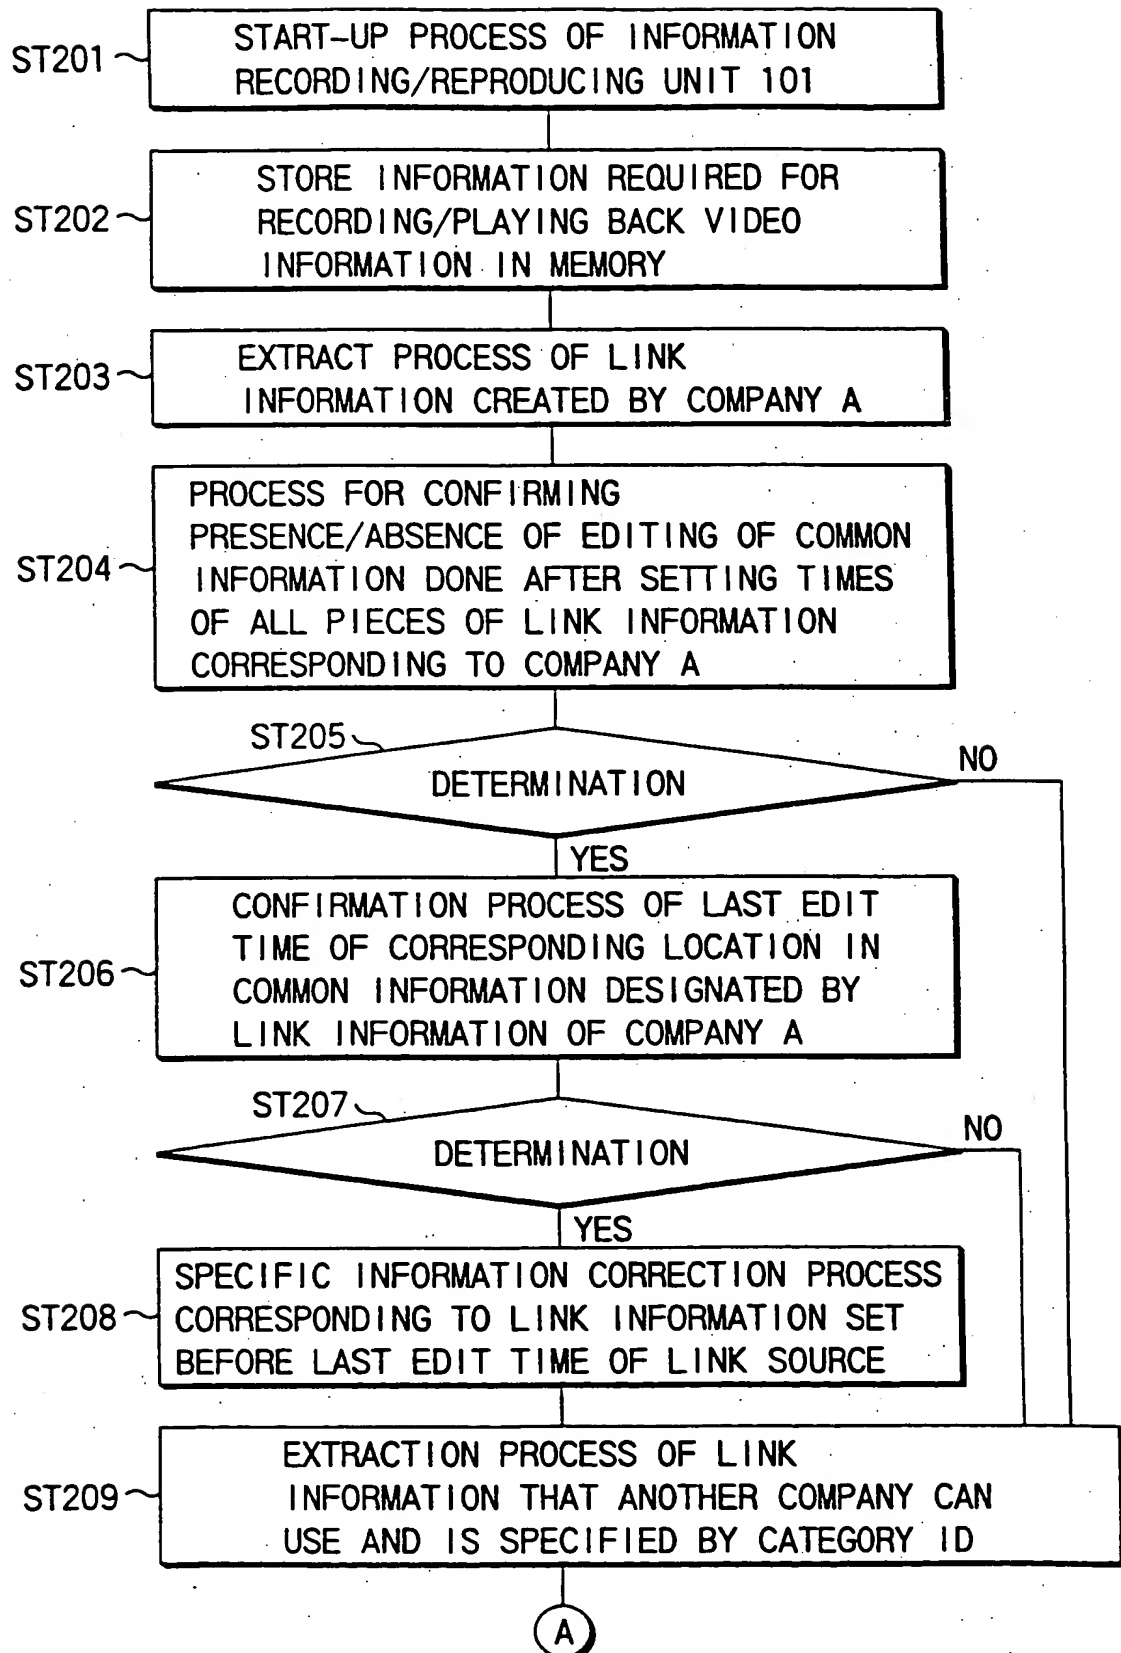 ST201
START-UP PROCESS OF INFORMATION
RECORDING/REPRODUCING UNIT 101
ST202
STORE INFORMATION REQUIRED FOR
RECORDING/PLAYING BACK VIDEO
INFORMATION IN MEMORY
ST203
EXTRACT PROCESS OF LINK
INFORMATION CREATED BY COMPANY A
ST204
PROCESS FOR CONFIRMING
PRESENCE/ABSENCE OF EDITING OF COMMON
INFORMATION DONE AFTER SETTING TIMES
OF ALL PIECES OF LINK INFORMATION
CORRESPONDING TO COMPANY A
ST205
DETERMINATION
NO
YES
ST206
CONFIRMATION PROCESS OF LAST EDIT
TIME OF CORRESPONDING LOCATION IN
COMMON INFORMATION DESIGNATED BY
LINK INFORMATION OF COMPANY A
ST207
DETERMINATION
NO
YES
ST208
SPECIFIC INFORMATION CORRECTION PROCESS
CORRESPONDING TO LINK INFORMATION SET
BEFORE LAST EDIT TIME OF LINK SOURCE
ST209
EXTRACTION PROCESS OF LINK
INFORMATION THAT ANOTHER COMPANY CAN
USE AND IS SPECIFIED BY CATEGORY ID
A